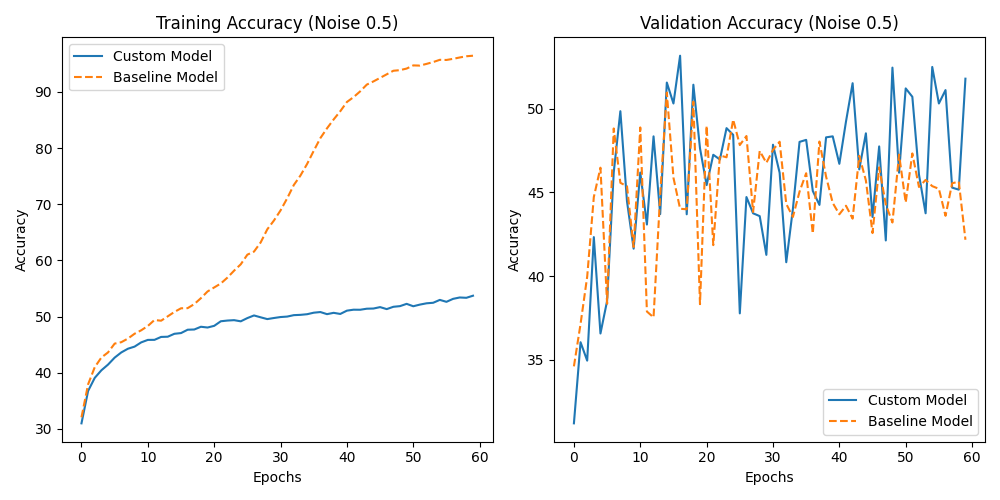 Training Accuracy (Noise 0.5)
Custom Model
Baseline Model
90
80
70
60
50
40
30
Accuracy
0 10 20 30 40 50 60
Epochs
Validation Accuracy (Noise 0.5)
50
45
40
35
Accuracy
Custom Model
Baseline Model
0 10 20 30 40 50 60
Epochs